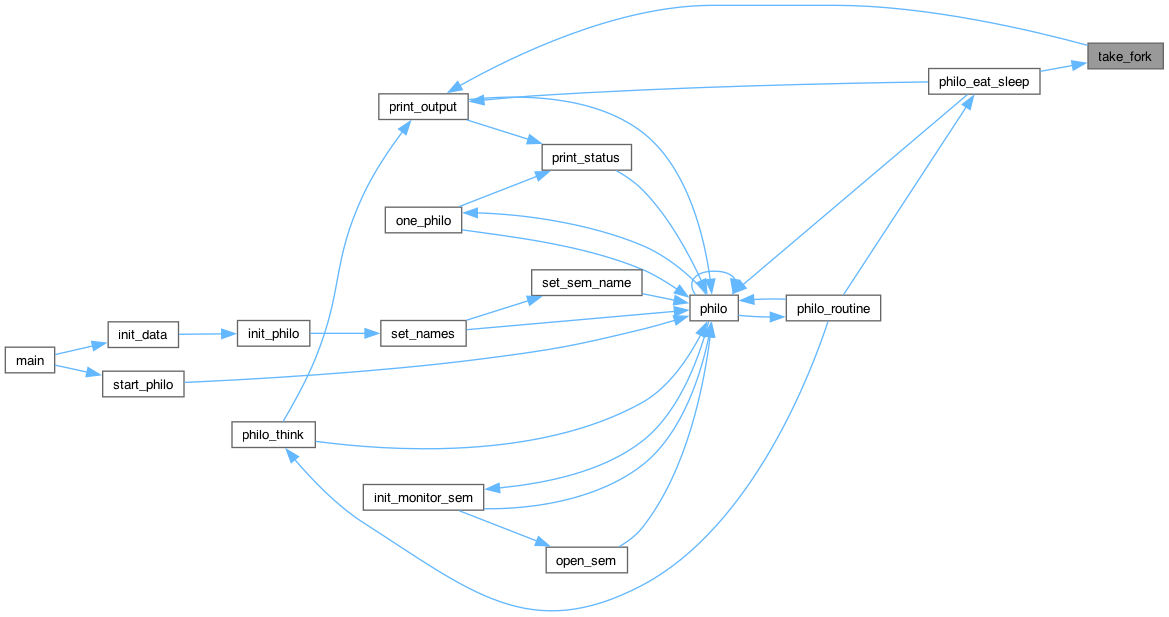 take_fork
philo_eat_sleep
print_output
print_status
one_philo
set_sem_name
philo
philo_routine
init_data
init_philo
set_names
main
start_philo
philo_think
init_monitor_sem
open_sem